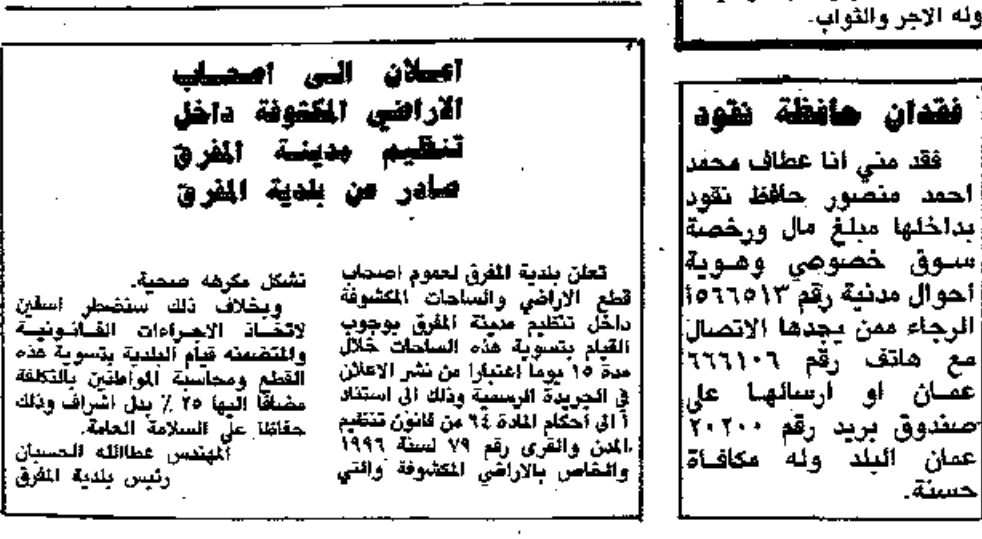 وله الاجر والثواب.
فقدان حافظة نقود
فقد مني انا عطاف محمد
احمد منصور حافظ نقود
بداخلها مبلغ مال ورخصة
سوق خصوصي وهوية
احوال مدنية رقم ١٥٦٦٥١٣
الرجاء ممن يجدها الاتصال
مع هاتف رقم ٦٦٦١٠٦
عمان او ارسالها على
صندوق بريد رقم ٢٠٢٠٠
عمان البلد وله مكافأة
حسنة.
اعلان الى اصحاب
الاراضي المكشوفة داخل
تنظيم مدينة المفرق
صادر عن بلدية المفرق
تعلن بلدية المفرق لعموم اصحاب
قطع الاراضي والساحات المكشوفة
داخل تنظيم مدينة المفرق بوجوب
القيام بتسوية هذه الساحات خلال
مدة ١٥ يوما إعتبارا من نشر الاعلان
في الجريدة الرسمية وذلك الى استناد
أ الى أحكام المادة ٦٤ من قانون تنظيم
المدن والقرى رقم ٧٩ لسنة ١٩٩٦
والخاص بالاراضي المكشوفة والتي
تشكل مكرهه صحية.
وبخلاف ذلك سنضطر اسفين
لاتخاذ الاجراءات القانونية
والمتضمنه قيام البلدية بتسوية هذه
القطع ومحاسبة المواطنين بالتكلفة
مضافا إليها ٢٥ ٪ بدل اشراف وذلك
حفاظا على السلامة العامة.
المهندس عطاالله الحسبان
رئيس بلدية المفرق